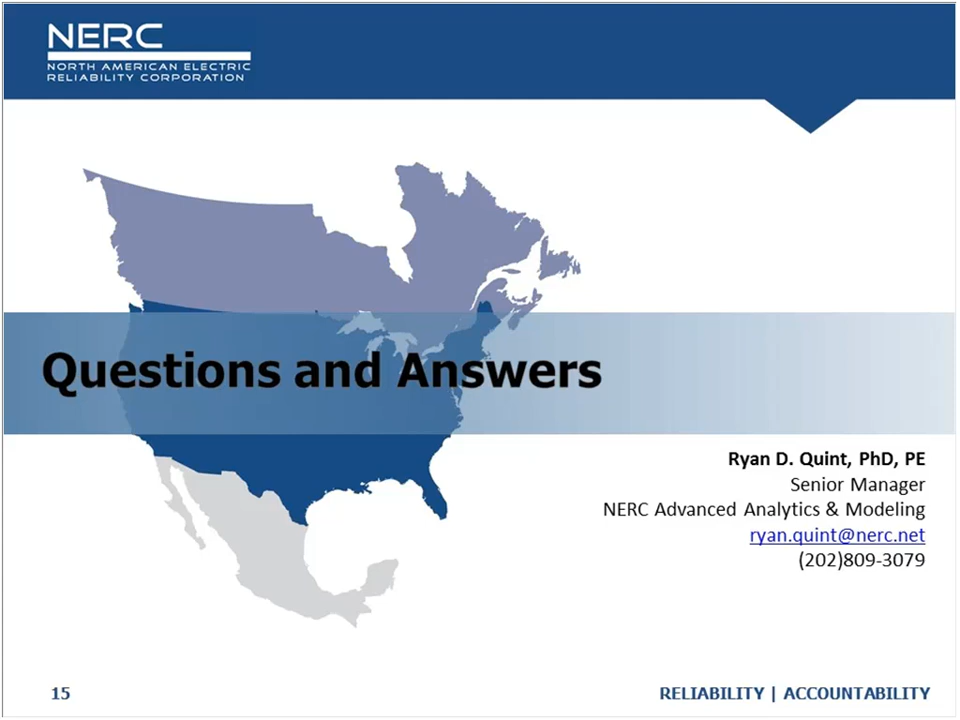 NERC
NORTH AMERICAN ELECTRIC
RELIABILITY CORPORATION
Questions and Answers
Ryan D. Quint, PhD, PE
Senior Manager
NERC Advanced Analytics & Modeling
ryan.quint@nerc.net
(202)809-3079
15
RELIABILITY | ACCOUNTABILITY